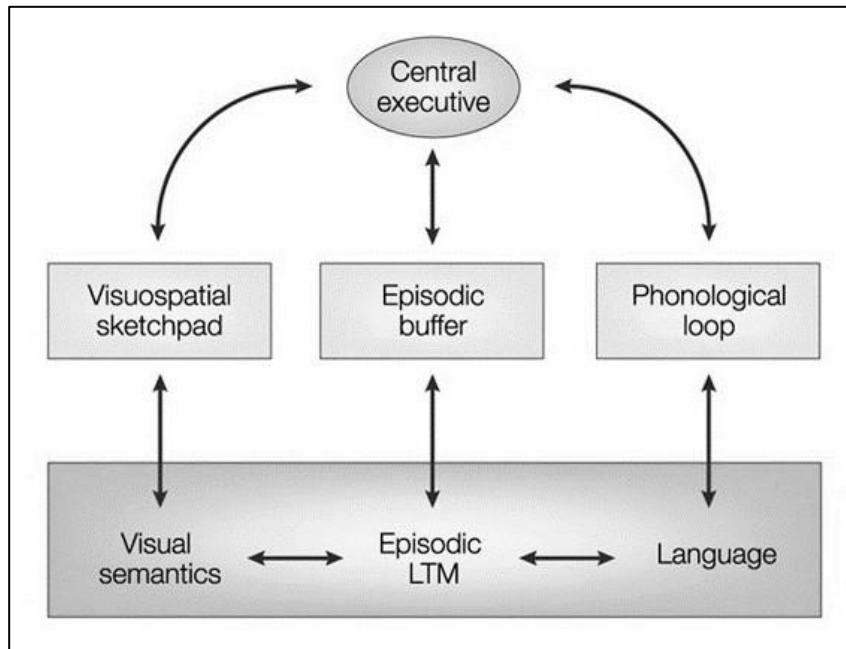 Central
executive
Visuospatial
sketchpad
Episodic
buffer
Phonological
loop
Visual
semantics
Episodic
LTM
Language